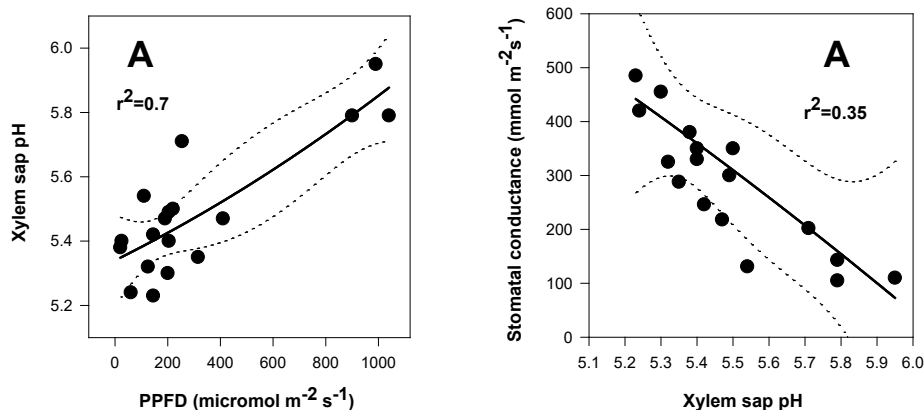 A
r²=0.7
Xylem sap pH
6.0
5.8
5.6
5.4
5.2
0 200 400 600 800 1000
PPFD (micromol m⁻² s⁻¹)
A
r²=0.35
Stomatal conductance (mmol m⁻²s⁻¹)
600
500
400
300
200
100
0
5.1 5.2 5.3 5.4 5.5 5.6 5.7 5.8 5.9 6.0
Xylem sap pH